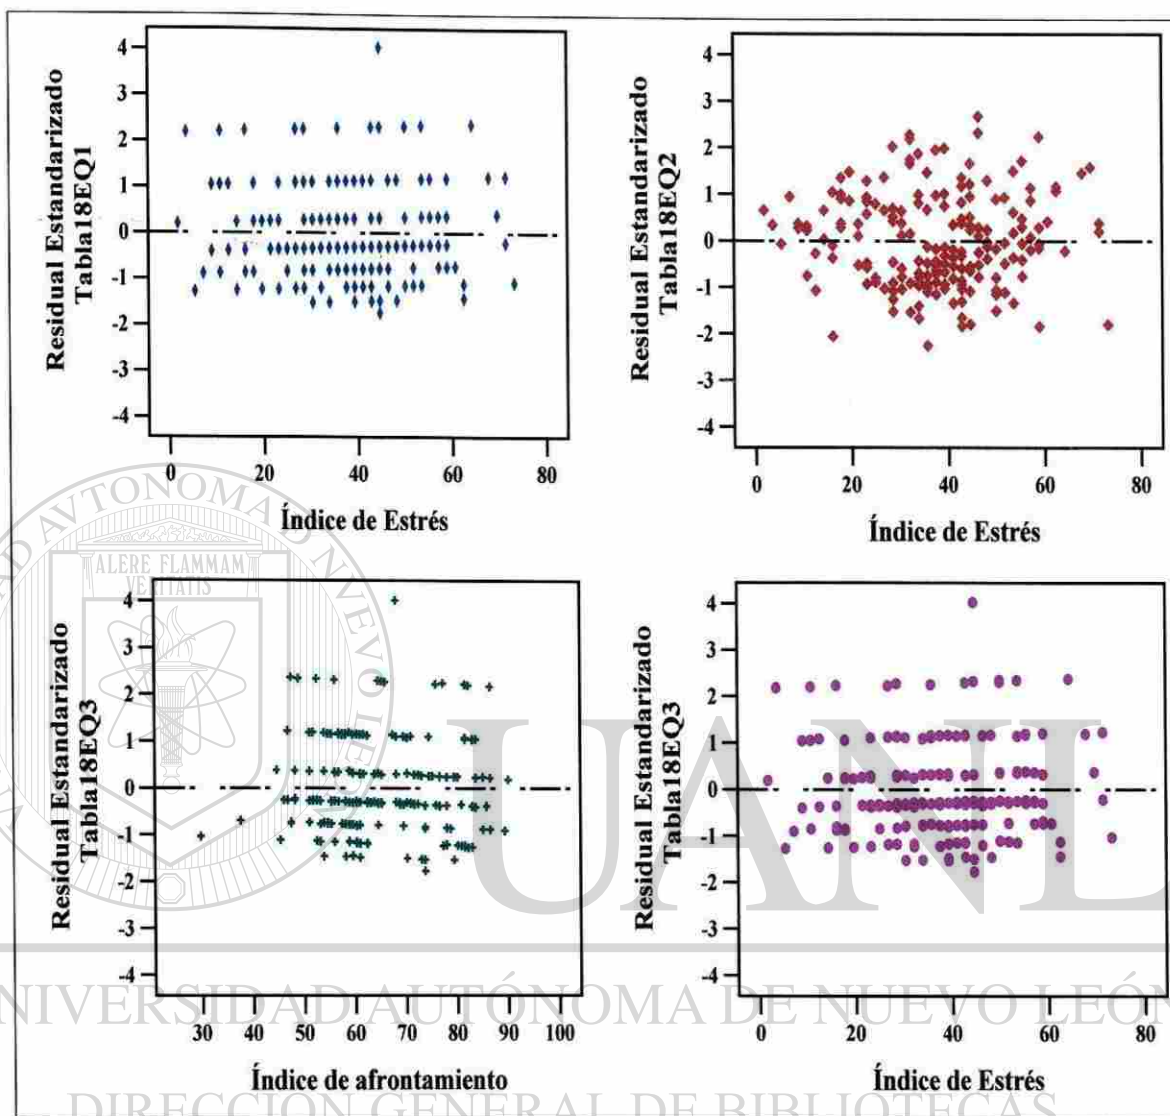 Residual Estandarizado
Tabla18EQ1
4
3
2
1
0
-1
-2
-3
-4
0 20 40 60 80
Índice de Estrés
Residual Estandarizado
Tabla18EQ2
4
3
2
1
0
-1
-2
-3
-4
0 20 40 60 80
Índice de Estrés
Residual Estandarizado
Tabla18EQ3
4
3
2
1
0
-1
-2
-3
-4
30 40 50 60 70 80 90 100
Índice de afrontamiento
Residual Estandarizado
Tabla18EQ3
4
3
2
1
0
-1
-2
-3
-4
0 20 40 60 80
Índice de Estrés
ALERE FLAMMAM
VERITATIS
UANL
UNIVERSIDAD AUTÓNOMA DE NUEVO LEÓN
DIRECCIÓN GENERAL DE BIBLIOTECAS